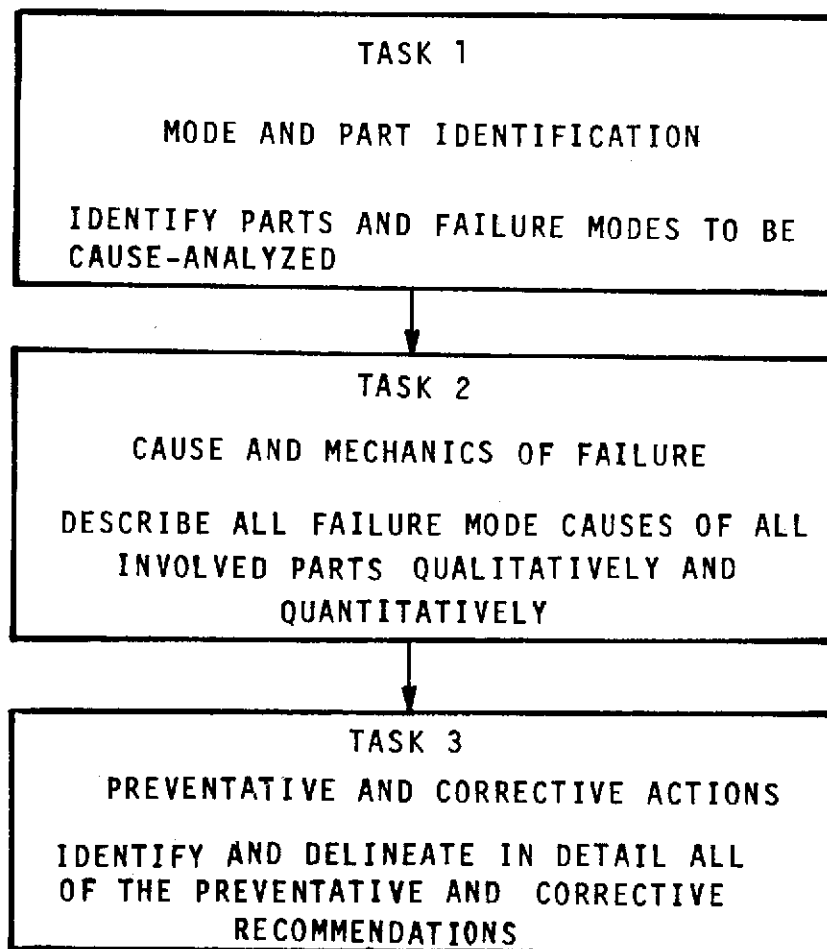 TASK 1
MODE AND PART IDENTIFICATION
IDENTIFY PARTS AND FAILURE MODES TO BE
CAUSE-ANALYZED
TASK 2
CAUSE AND MECHANICS OF FAILURE
DESCRIBE ALL FAILURE MODE CAUSES OF ALL
INVOLVED PARTS QUALITATIVELY AND
QUANTITATIVELY
TASK 3
PREVENTATIVE AND CORRECTIVE ACTIONS
IDENTIFY AND DELINEATE IN DETAIL ALL
OF THE PREVENTATIVE AND CORRECTIVE
RECOMMENDATIONS